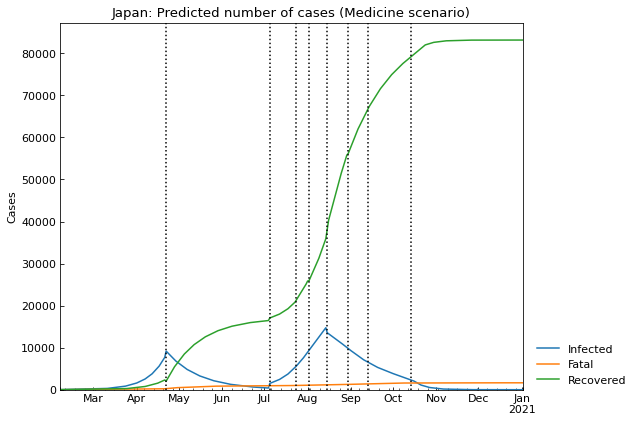 Japan: Predicted number of cases (Medicine scenario)
Cases
80000
70000
60000
50000
40000
30000
20000
10000
0
Mar Apr May Jun Jul Aug Sep Oct Nov Dec Jan
2021
Infected
Fatal
Recovered